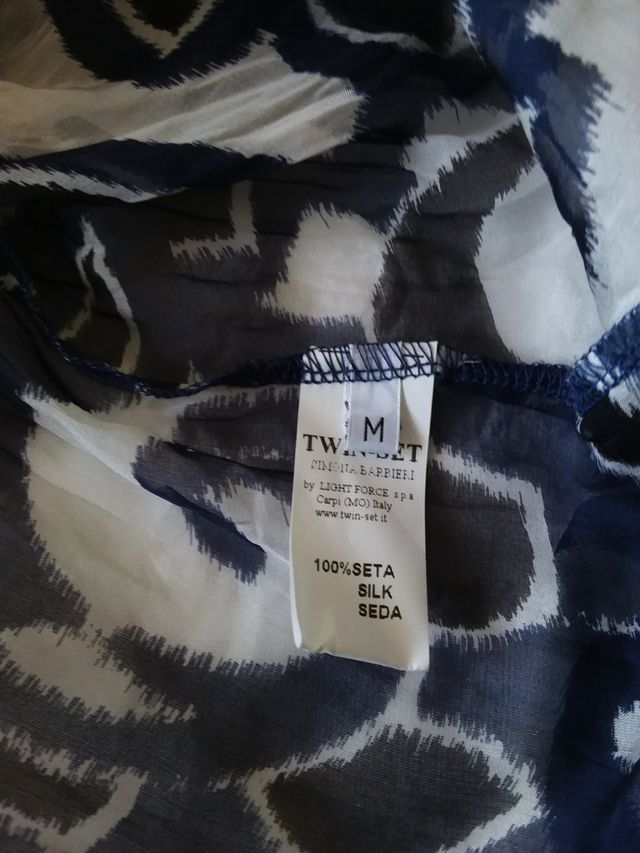 M
TWIN-SET
SIMONA BARBIERI
by LIGHT FORCE s.p.a
Carpi (MO) Italy
www.twin-set.it
100%SETA
SILK
SEDA